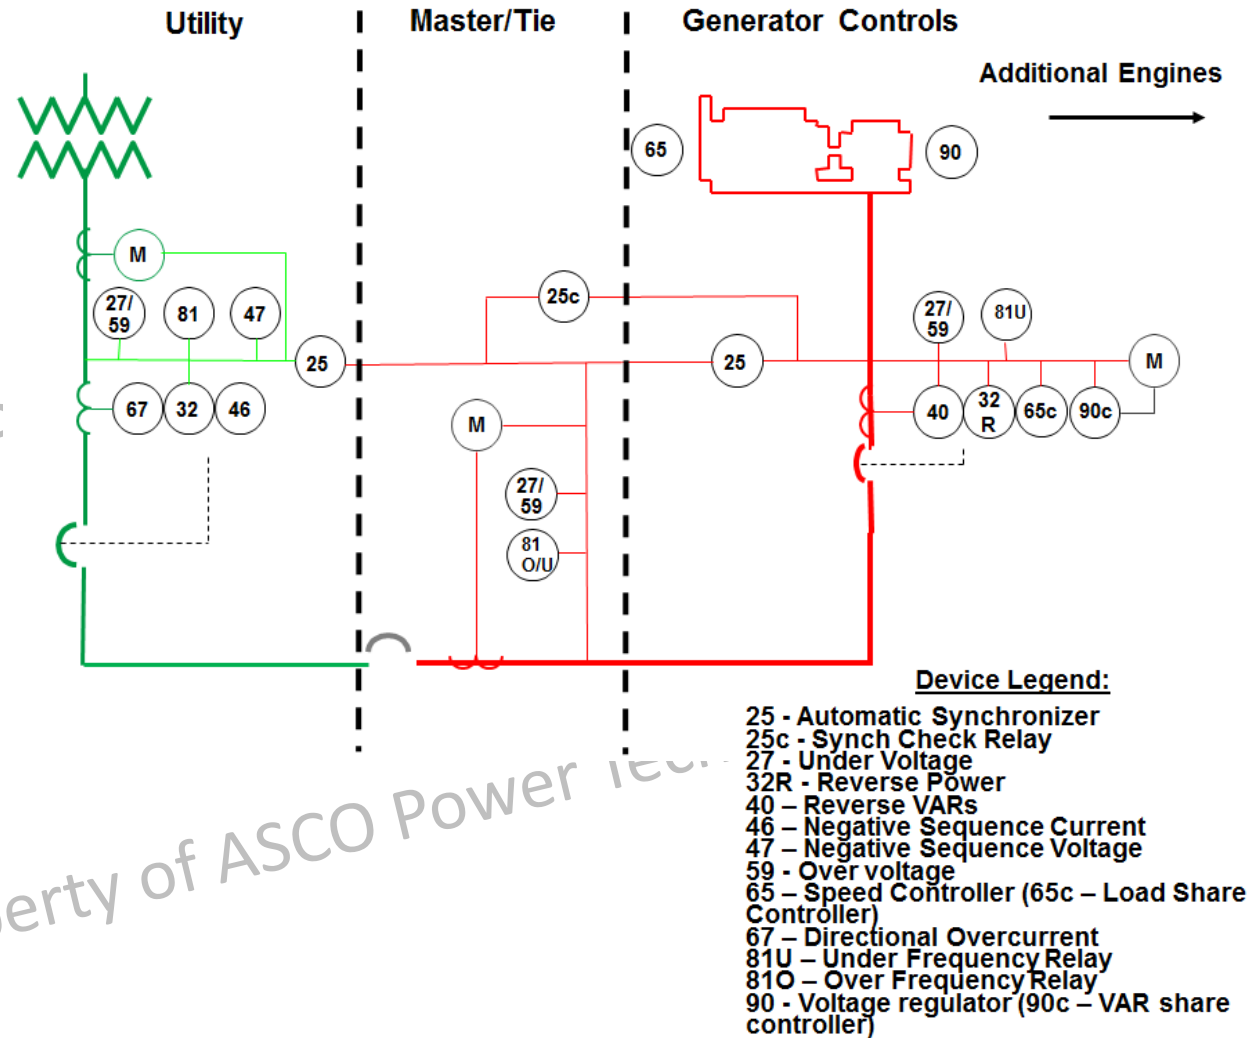 Utility
Master/Tie
Generator Controls
Additional Engines
65
90
M
27/
59
81
47
25
67
32
46
25c
25
M
27/
59
81
O/U
27/
59
81U
M
40
32
R
65c
90c
Device Legend:
25 - Automatic Synchronizer
25c - Synch Check Relay
27 - Under Voltage
32R - Reverse Power
40 – Reverse VARs
46 – Negative Sequence Current
47 – Negative Sequence Voltage
59 - Over voltage
65 – Speed Controller (65c – Load Share
Controller)
67 – Directional Overcurrent
81U – Under Frequency Relay
81O – Over Frequency Relay
90 - Voltage regulator (90c – VAR share
controller)
of ASCO Power